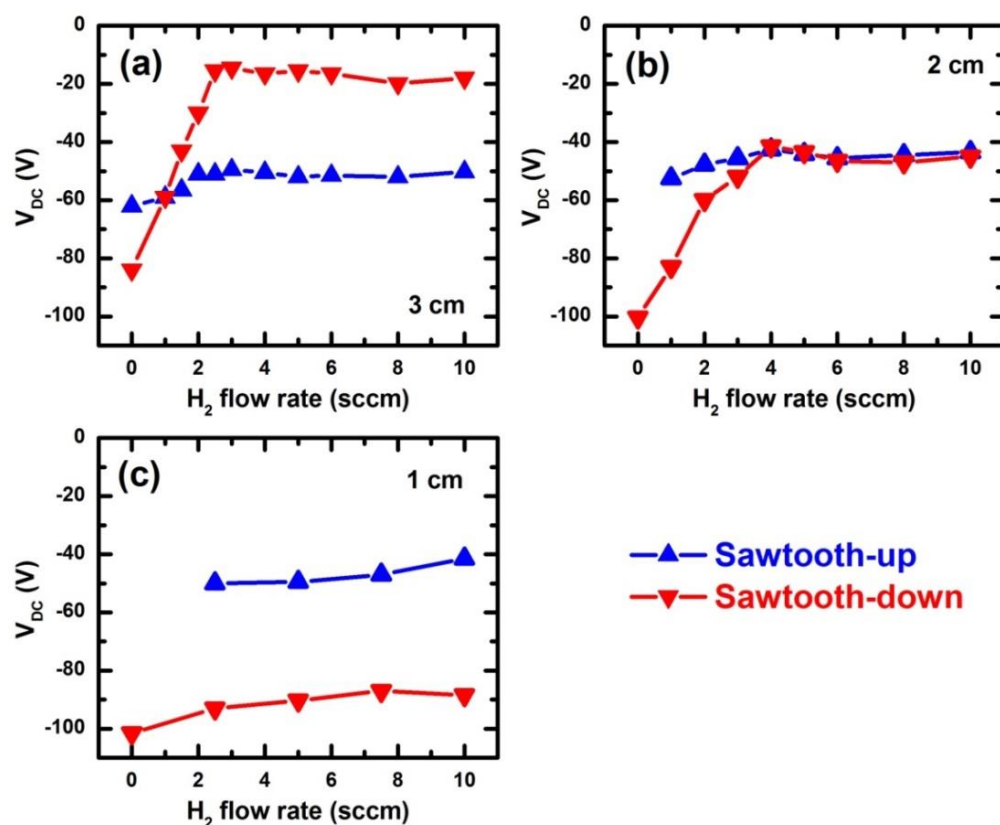 (a)
3 cm
0
-20
-40
-60
-80
-100
V_DC (V)
0 2 4 6 8 10
H₂ flow rate (sccm)
(b)
2 cm
0
-20
-40
-60
-80
-100
V_DC (V)
0 2 4 6 8 10
H₂ flow rate (sccm)
(c)
1 cm
0
-20
-40
-60
-80
-100
V_DC (V)
0 2 4 6 8 10
H₂ flow rate (sccm)
Sawtooth-up
Sawtooth-down